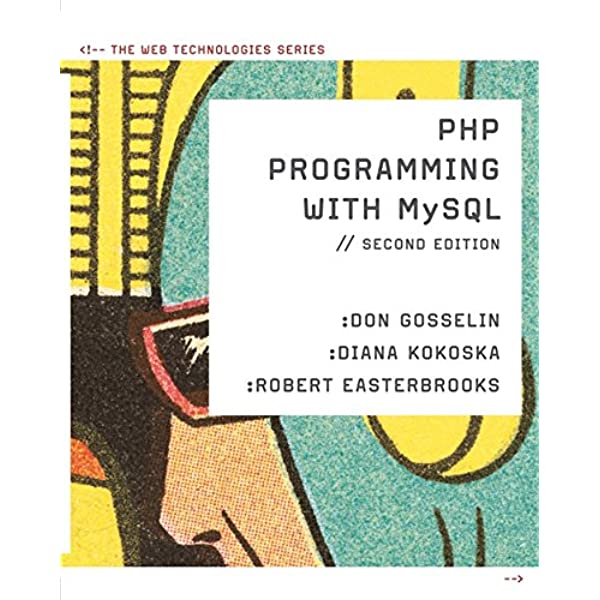 <!-- THE WEB TECHNOLOGIES SERIES
PHP
PROGRAMMING
WITH MySQL
// SECOND EDITION
:DON GOSSELIN
:DIANA KOKOSKA
:ROBERT EASTERBROOKS
-->